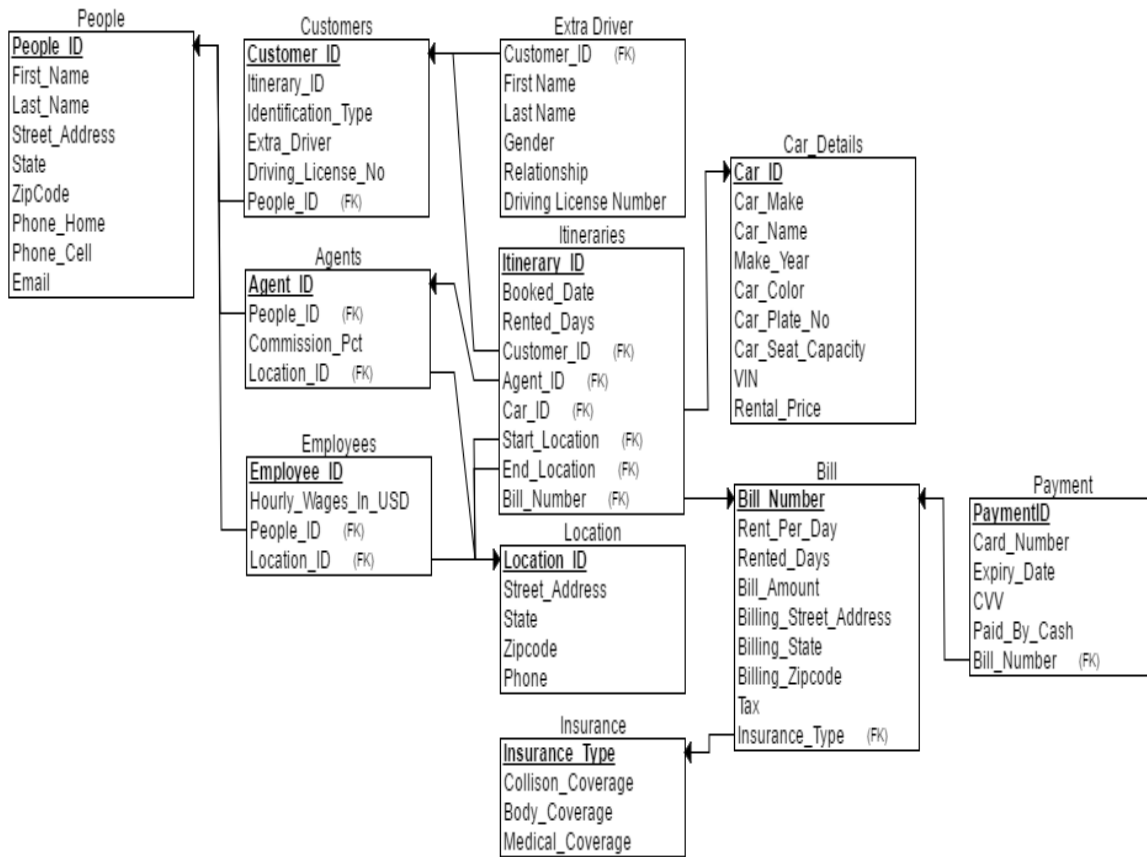 People
People_ID
First_Name
Last_Name
Street_Address
State
ZipCode
Phone_Home
Phone_Cell
Email
Customers
Customer_ID
Itinerary_ID
Identification_Type
Extra_Driver
Driving_License_No
People_ID (FK)
Agents
Agent_ID
People_ID (FK)
Commission_Pct
Location_ID (FK)
Employees
Employee_ID
Hourly_Wages_In_USD
People_ID (FK)
Location_ID (FK)
Extra Driver
Customer_ID (FK)
First Name
Last Name
Gender
Relationship
Driving License Number
Itineraries
Itinerary_ID
Booked_Date
Rented_Days
Customer_ID (FK)
Agent_ID (FK)
Car_ID (FK)
Start_Location (FK)
End_Location (FK)
Bill_Number (FK)
Location
Location_ID
Street_Address
State
Zipcode
Phone
Insurance
Insurance_Type
Collison_Coverage
Body_Coverage
Medical_Coverage
Car_Details
Car_ID
Car_Make
Car_Name
Make_Year
Car_Color
Car_Plate_No
Car_Seat_Capacity
VIN
Rental_Price
Bill
Bill_Number
Rent_Per_Day
Rented_Days
Bill_Amount
Billing_Street_Address
Billing_State
Billing_Zipcode
Tax
Insurance_Type (FK)
Payment
PaymentID
Card_Number
Expiry_Date
CVV
Paid_By_Cash
Bill_Number (FK)